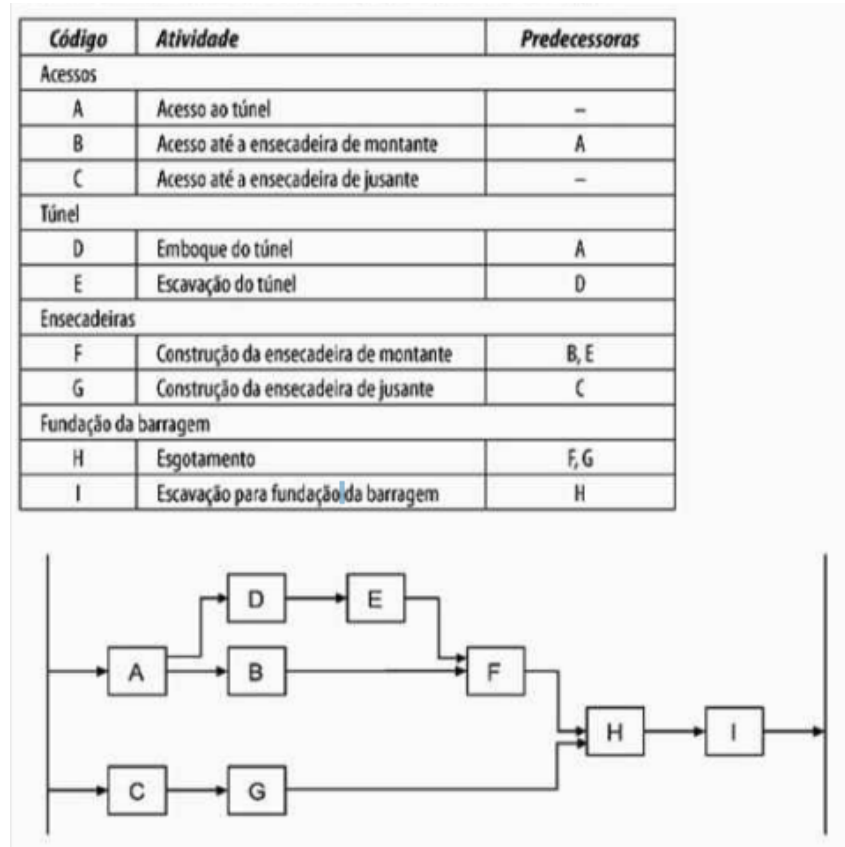 Código Atividade Predecessoras
Acessos
A Acesso ao túnel –
B Acesso até a ensecadeira de montante A
C Acesso até a ensecadeira de jusante –
Túnel
D Emboque do túnel A
E Escavação do túnel D
Ensecadeiras
F Construção da ensecadeira de montante B, E
G Construção da ensecadeira de jusante C
Fundação da barragem
H Esgotamento F, G
I Escavação para fundação da barragem H
D E
A B F
H I
C G